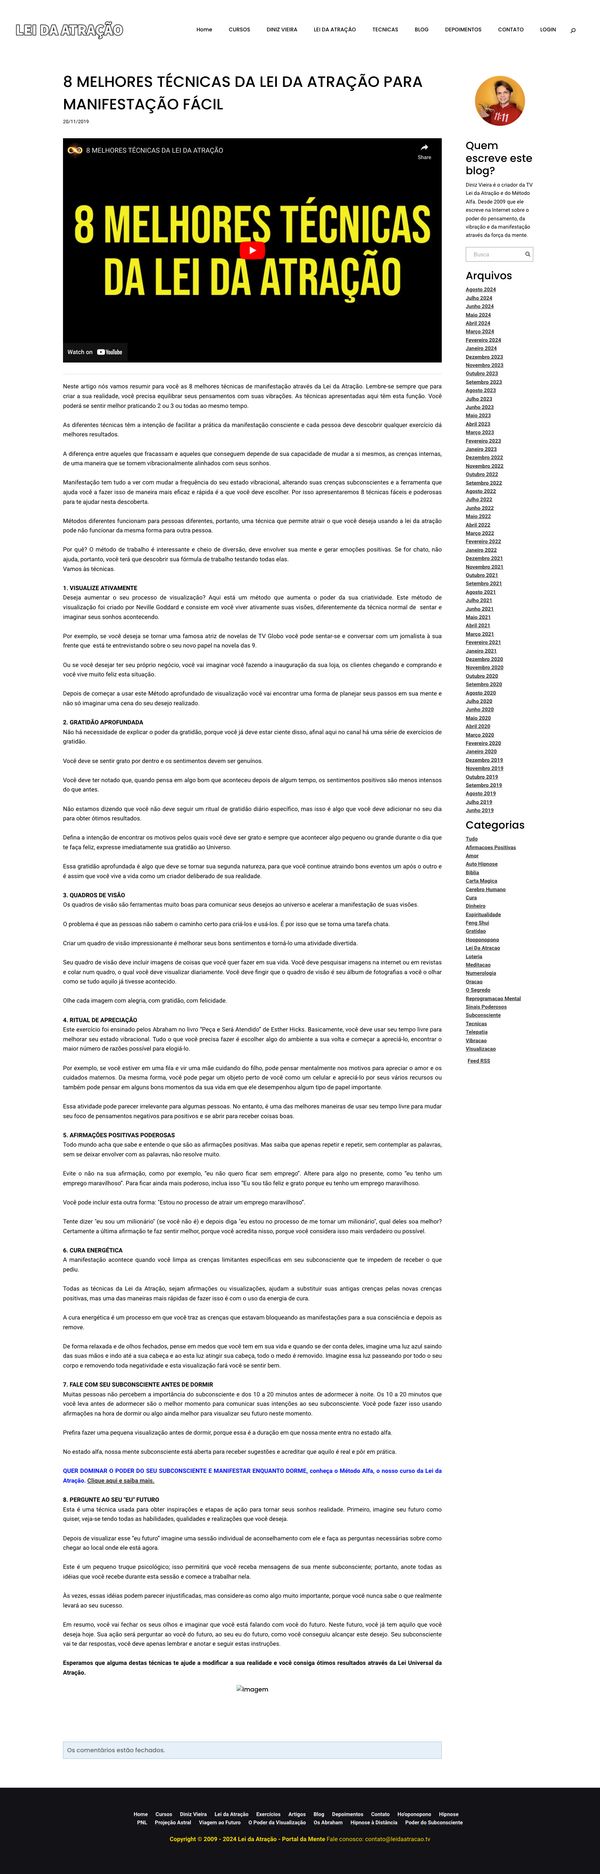 LEI DA ATRAÇÃO
Home CURSOS DINIZ VIEIRA LEI DA ATRAÇÃO TECNICAS BLOG DEPOIMENTOS CONTATO LOGIN
8 MELHORES TÉCNICAS DA LEI DA ATRAÇÃO PARA
MANIFESTAÇÃO FÁCIL
20/11/2019
8 MELHORES TÉCNICAS DA LEI DA ATRAÇÃO
Share
8 MELHORES TÉCNICAS
DA LEI DA ATRAÇÃO
Watch on YouTube
Neste artigo nós vamos resumir para você as 8 melhores técnicas de manifestação através da Lei da Atração. Lembre-se sempre que para
criar a sua realidade, você precisa equilibrar seus pensamentos com suas vibrações. As técnicas apresentadas aqui têm esta função. Você
poderá se sentir melhor praticando 2 ou 3 ou todas ao mesmo tempo.
As diferentes técnicas têm a intenção de facilitar a prática da manifestação consciente e cada pessoa deve descobrir qualquer exercício dá
melhores resultados.
A diferença entre aqueles que fracassam e aqueles que conseguem depende de sua capacidade de mudar a si mesmos, as crenças internas,
de uma maneira que se tornem vibracionalmente alinhados com seus sonhos.
Manifestação tem tudo a ver com mudar a frequência do seu estado vibracional, alterando suas crenças subconscientes e a ferramenta que
ajuda você a fazer isso de maneira mais eficaz e rápida é a que você deve escolher. Por isso apresentaremos 8 técnicas fáceis e poderosas
para te ajudar nesta descoberta.
Métodos diferentes funcionam para pessoas diferentes, portanto, uma técnica que permite atrair o que você deseja usando a lei da atração
pode não funcionar da mesma forma para outra pessoa.
Por quê? O método de trabalho é interessante e cheio de diversão, deve envolver sua mente e gerar emoções positivas. Se for chato, não
ajuda, portanto, você terá que descobrir sua fórmula de trabalho testando todas elas.
Vamos às técnicas.
1. VISUALIZE ATIVAMENTE
Deseja aumentar o seu processo de visualização? Aqui está um método que aumenta o poder da sua criatividade. Este método de
visualização foi criado por Neville Goddard e consiste em você viver ativamente suas visões, diferentemente da técnica normal de sentar e
imaginar seus sonhos acontecendo.
Por exemplo, se você deseja se tornar uma famosa atriz de novelas de TV Globo você pode sentar-se e conversar com um jornalista à sua
frente que está te entrevistando sobre o seu novo papel na novela das 9.
Ou se você desejar ter seu próprio negócio, você vai imaginar você fazendo a inauguração da sua loja, os clientes chegando e comprando e
você vive muito feliz esta situação.
Depois de começar a usar este Método aprofundado de visualização você vai encontrar uma forma de planejar seus passos em sua mente e
não só imaginar uma cena do seu desejo realizado.
2. GRATIDÃO APROFUNDADA
Não há necessidade de explicar o poder da gratidão, porque você já deve estar ciente disso, afinal aqui no canal há uma série de exercícios de
gratidão.
Você deve se sentir grato por dentro e os sentimentos devem ser genuínos.
Você deve ter notado que, quando pensa em algo bom que aconteceu depois de algum tempo, os sentimentos positivos são menos intensos
do que antes.
Não estamos dizendo que você não deve seguir um ritual de gratidão diário específico, mas isso é algo que você deve adicionar no seu dia
para obter ótimos resultados.
Defina a intenção de encontrar os motivos pelos quais você deve ser grato e sempre que acontecer algo pequeno ou grande durante o dia que
te faça feliz, expresse imediatamente sua gratidão ao Universo.
Essa gratidão aprofundada é algo que deve se tornar sua segunda natureza, para que você continue atraindo bons eventos um após o outro e
é assim que você vive a vida como um criador deliberado de sua realidade.
3. QUADROS DE VISÃO
Os quadros de visão são ferramentas muito boas para comunicar seus desejos ao universo e acelerar a manifestação de suas visões.
O problema é que as pessoas não sabem o caminho certo para criá-los e usá-los. É por isso que se torna uma tarefa chata.
Criar um quadro de visão impressionante é melhorar seus bons sentimentos e torná-lo uma atividade divertida.
Seu quadro de visão deve incluir imagens de coisas que você quer fazer em sua vida. Você deve pesquisar imagens na internet ou em revistas
e colar num quadro, o qual você deve visualizar diariamente. Você deve fingir que o quadro de visão é seu álbum de fotografias a você o olhar
como se tudo aquilo já tivesse acontecido.
Olhe cada imagem com alegria, com gratidão, com felicidade.
4. RITUAL DE APRECIAÇÃO
Este exercício foi ensinado pelos Abraham no livro "Peça e Será Atendido" de Esther Hicks. Basicamente, você deve usar seu tempo livre para
melhorar seu estado vibracional. Tudo o que você precisa fazer é escolher algo do ambiente a sua volta e começar a apreciá-lo, encontrar o
maior número de razões possível para elogiá-lo.
Por exemplo, se você estiver em uma fila e vir uma mãe cuidando do filho, pode pensar mentalmente nos motivos para apreciar o amor e os
cuidados maternos. Da mesma forma, você pode pegar um objeto perto de você como um celular e apreciá-lo por seus vários recursos ou
também pode pensar em alguns bons momentos da sua vida em que ele desempenhou algum tipo de papel importante.
Essa atividade pode parecer irrelevante para algumas pessoas. No entanto, é uma das melhores maneiras de usar seu tempo livre para mudar
seu foco de pensamentos negativos para positivos e se abrir para receber coisas boas.
5. AFIRMAÇÕES POSITIVAS PODEROSAS
Todo mundo acha que sabe e entende o que são as afirmações positivas. Mas saiba que apenas repetir e repetir, sem contemplar as palavras,
sem se deixar envolver com as palavras, não resolve muito.
Evite o não na sua afirmação, como por exemplo, "eu não quero ficar sem emprego". Altere para algo no presente, como "eu tenho um
emprego maravilhoso". Para ficar ainda mais poderoso, inclua isso "Eu sou tão feliz e grato porque eu tenho um emprego maravilhoso.
Você pode incluir esta outra forma: "Estou no processo de atrair um emprego maravilhoso".
Tente dizer "eu sou um milionário" (se você não é) e depois diga "eu estou no processo de me tornar um milionário", qual deles soa melhor?
Certamente a última afirmação te faz sentir melhor, porque você acredita nisso, porque você considera isso mais verdadeiro ou possível.
6. CURA ENERGÉTICA
A manifestação acontece quando você limpa as crenças limitantes específicas em seu subconsciente que te impedem de receber o que
pediu.
Todas as técnicas da Lei da Atração, sejam afirmações ou visualizações, ajudam a substituir suas antigas crenças pelas novas crenças
positivas, mas uma das maneiras mais rápidas de fazer isso é com o uso da energia de cura.
A cura energética é um processo em que você traz as crenças que estavam bloqueando as manifestações para a sua consciência e depois as
remove.
De forma relaxada e de olhos fechados, pense em medos que você tem em sua vida e quando se der conta deles, imagine uma luz azul saindo
das suas mãos e indo até a sua cabeça e ao esta luz atingir sua cabeça, todo o medo é removido. Imagine essa luz passeando por todo o seu
corpo e removendo toda negatividade e esta visualização fará você se sentir bem.
7. FALE COM SEU SUBCONSCIENTE ANTES DE DORMIR
Muitas pessoas não percebem a importância do subconsciente e dos 10 a 20 minutos antes de adormecer à noite. Os 10 a 20 minutos que
você leva antes de adormecer são o melhor momento para comunicar suas intenções ao seu subconsciente. Você pode fazer isso usando
afirmações na hora de dormir ou algo ainda melhor para visualizar seu futuro neste momento.
Prefira fazer uma pequena visualização antes de dormir, porque essa é a duração em que nossa mente entra no estado alfa.
No estado alfa, nossa mente subconsciente está aberta para receber sugestões e acreditar que aquilo é real e pôr em prática.
QUER DOMINAR O PODER DO SEU SUBCONSCIENTE E MANIFESTAR ENQUANTO DORME, conheça o Método Alfa, o nosso curso da Lei da
Atração. Clique aqui e saiba mais.
8. PERGUNTE AO SEU "EU" FUTURO
Esta é uma técnica usada para obter inspirações e etapas de ação para tornar seus sonhos realidade. Primeiro, imagine seu futuro como
quiser, veja-se tendo todas as habilidades, qualidades e realizações que você deseja.
Depois de visualizar esse "eu futuro" imagine uma sessão individual de aconselhamento com ele e faça as perguntas necessárias sobre como
chegar ao local onde ele está agora.
Este é um pequeno truque psicológico; isso permitirá que você receba mensagens de sua mente subconsciente; portanto, anote todas as
idéias que você recebe durante esta sessão e comece a trabalhar nela.
Às vezes, essas idéias podem parecer injustificadas, mas considere-as como algo muito importante, porque você nunca sabe o que realmente
levará ao seu sucesso.
Em resumo, você vai fechar os seus olhos e imaginar que você está falando com você do futuro. Neste futuro, você já tem aquilo que você
deseja hoje. Sua ação será perguntar ao você do futuro, ao seu eu do futuro, como você conseguiu alcançar este desejo. Seu subconsciente
vai te dar respostas, você deve apenas lembrar e anotar e seguir estas instruções.
Esperamos que alguma destas técnicas te ajude a modificar a sua realidade e você consiga ótimos resultados através da Lei Universal da
Atração.
Imagem
Os comentários estão fechados.
11:11
Quem
escreve este
blog?
Diniz Vieira é o criador da TV
Lei da Atração e do Método
Alfa. Desde 2009 que ele
escreve na Internet sobre o
poder do pensamento, da
vibração e da manifestação
através da força da mente.
Busca
Arquivos
Agosto 2024
Julho 2024
Junho 2024
Maio 2024
Abril 2024
Março 2024
Fevereiro 2024
Janeiro 2024
Dezembro 2023
Novembro 2023
Outubro 2023
Setembro 2023
Agosto 2023
Julho 2023
Junho 2023
Maio 2023
Abril 2023
Março 2023
Fevereiro 2023
Janeiro 2023
Dezembro 2022
Novembro 2022
Outubro 2022
Setembro 2022
Agosto 2022
Julho 2022
Junho 2022
Maio 2022
Abril 2022
Março 2022
Fevereiro 2022
Janeiro 2022
Dezembro 2021
Novembro 2021
Outubro 2021
Setembro 2021
Agosto 2021
Julho 2021
Junho 2021
Maio 2021
Abril 2021
Março 2021
Fevereiro 2021
Janeiro 2021
Dezembro 2020
Novembro 2020
Outubro 2020
Setembro 2020
Agosto 2020
Julho 2020
Junho 2020
Maio 2020
Abril 2020
Março 2020
Fevereiro 2020
Janeiro 2020
Dezembro 2019
Novembro 2019
Outubro 2019
Setembro 2019
Agosto 2019
Julho 2019
Junho 2019
Categorias
Tudo
Afirmacoes Positivas
Amor
Auto Hipnose
Biblia
Carta Magica
Cerebro Humano
Cura
Dinheiro
Espiritualidade
Feng Shui
Gratidao
Hooponopono
Lei Da Atracao
Loteria
Meditacao
Numerologia
Oracao
O Segredo
Reprogramacao Mental
Sinais Poderosos
Subconsciente
Tecnicas
Telepatia
Vibracao
Visualizacao
Feed RSS
Home Cursos Diniz Vieira Lei da Atração Exercícios Artigos Blog Depoimentos Contato Ho'oponopono Hipnose
PNL Projeção Astral Viagem ao Futuro O Poder da Visualização Os Abraham Hipnose à Distância Poder do Subconsciente
Copyright © 2009 - 2024 Lei da Atração - Portal da Mente Fale conosco: contato@leidaatracao.tv